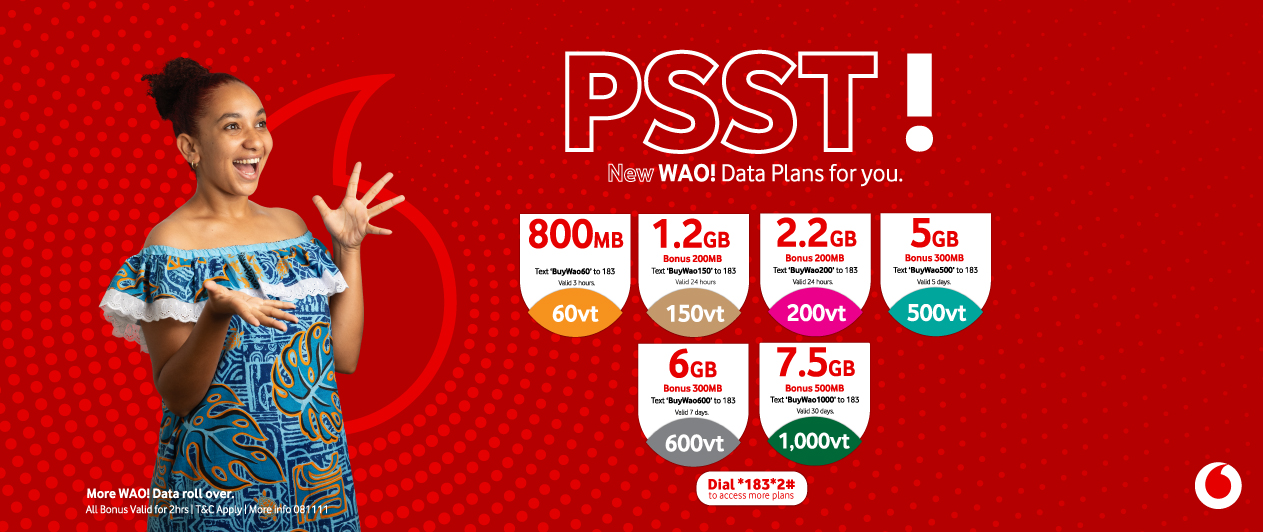 PSST!
New WAO! Data Plans for you.
800MB
Text 'BuyWao60' to 183
Valid 3 hours.
60vt
1.2GB
Bonus 200MB
Text 'BuyWao150' to 183
Valid 24 hours
150vt
2.2GB
Bonus 200MB
Text 'BuyWao200' to 183
Valid 24 hours.
200vt
5GB
Bonus 300MB
Text 'BuyWao500' to 183
Valid 5 days.
500vt
6GB
Bonus 300MB
Text 'BuyWao600' to 183
Valid 7 days.
600vt
7.5GB
Bonus 500MB
Text 'BuyWao1000' to 183
Valid 30 days.
1,000vt
Dial *183*2#
to access more plans
More WAO! Data roll over.
All Bonus Valid for 2hrs | T&C Apply | More info 081111